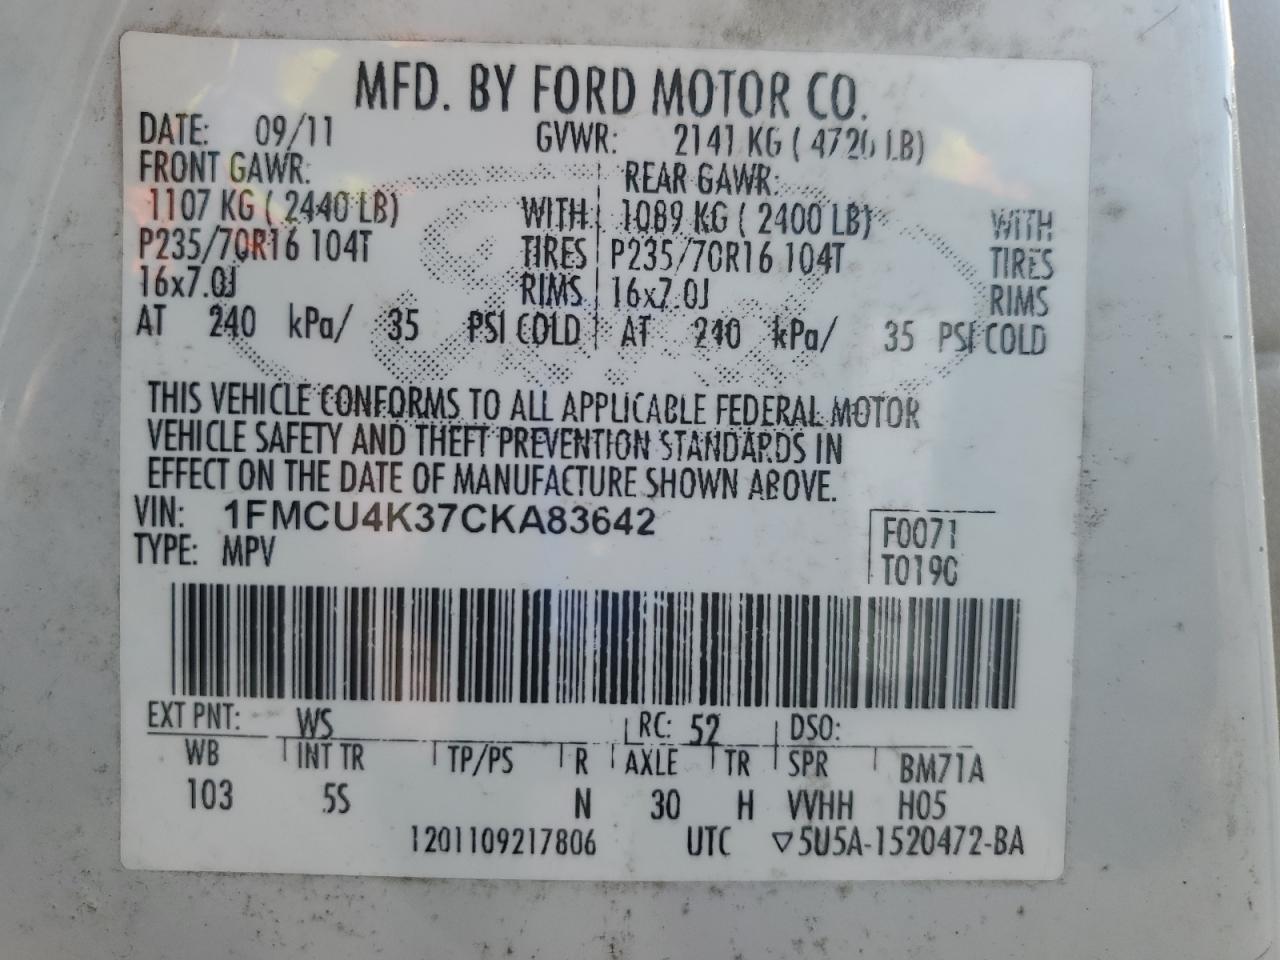 MFD. BY FORD MOTOR CO.
DATE: 09/11 GVWR: 2141 KG ( 4720 LB)
FRONT GAWR: REAR GAWR:
1107 KG ( 2440 LB) WITH 1089 KG ( 2400 LB) WITH
P235/70R16 104T TIRES P235/70R16 104T TIRES
16x7.0J RIMS 16x7.0J RIMS
AT 240 kPa/ 35 PSI COLD AT 240 kPa/ 35 PSI COLD
THIS VEHICLE CONFORMS TO ALL APPLICABLE FEDERAL MOTOR
VEHICLE SAFETY AND THEFT PREVENTION STANDARDS IN
EFFECT ON THE DATE OF MANUFACTURE SHOWN ABOVE.
VIN: 1FMCU4K37CKA83642 F0071
TYPE: MPV T0190
EXT PNT: WS RC: 52 DSO:
WB INT TR TP/PS R AXLE TR SPR BM71A
103 5S N 30 H VVHH H05
1201109217806 UTC ▽5U5A-1520472-BA